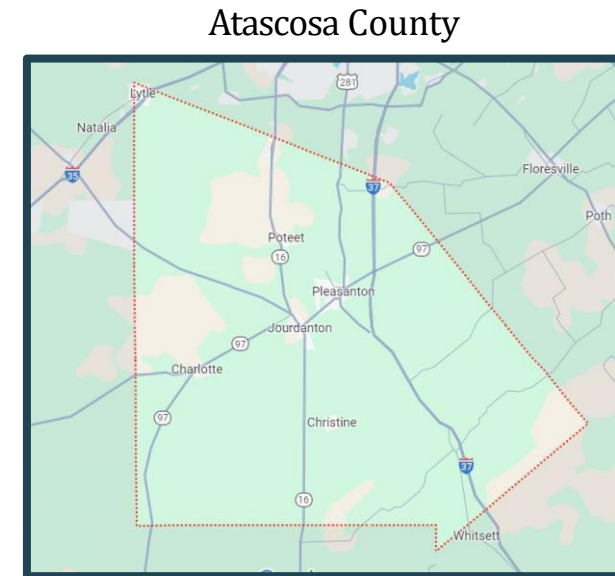 Atascosa County
281
Lytle
Natalia
35
37
Floresville
Poth
Poteet
16
97
Pleasanton
Jourdanton
97
Charlotte
97
Christine
37
16
Whitsett